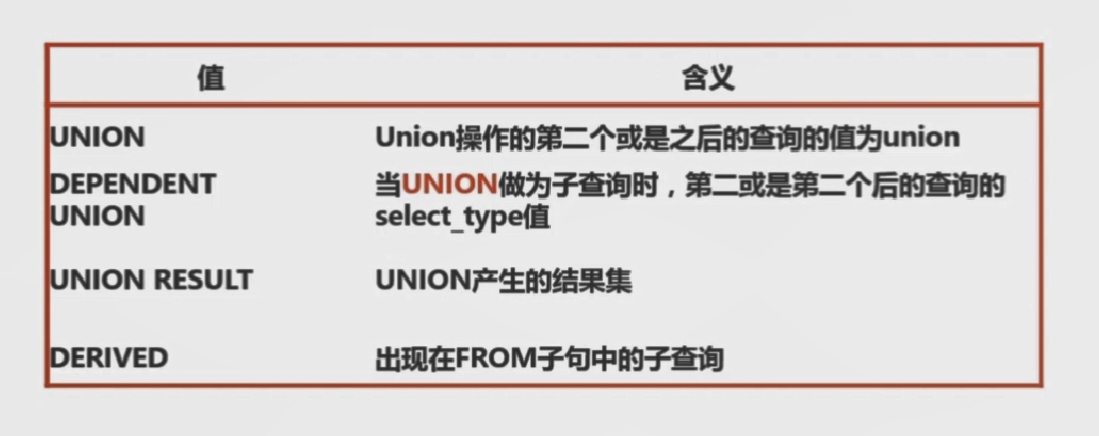 值 含义
UNION Union操作的第二个或是之后的查询的值为union
DEPENDENT 当UNION做为子查询时，第二或是第二个后的查询的
UNION select_type值
UNION RESULT UNION产生的结果集
DERIVED 出现在FROM子句中的子查询